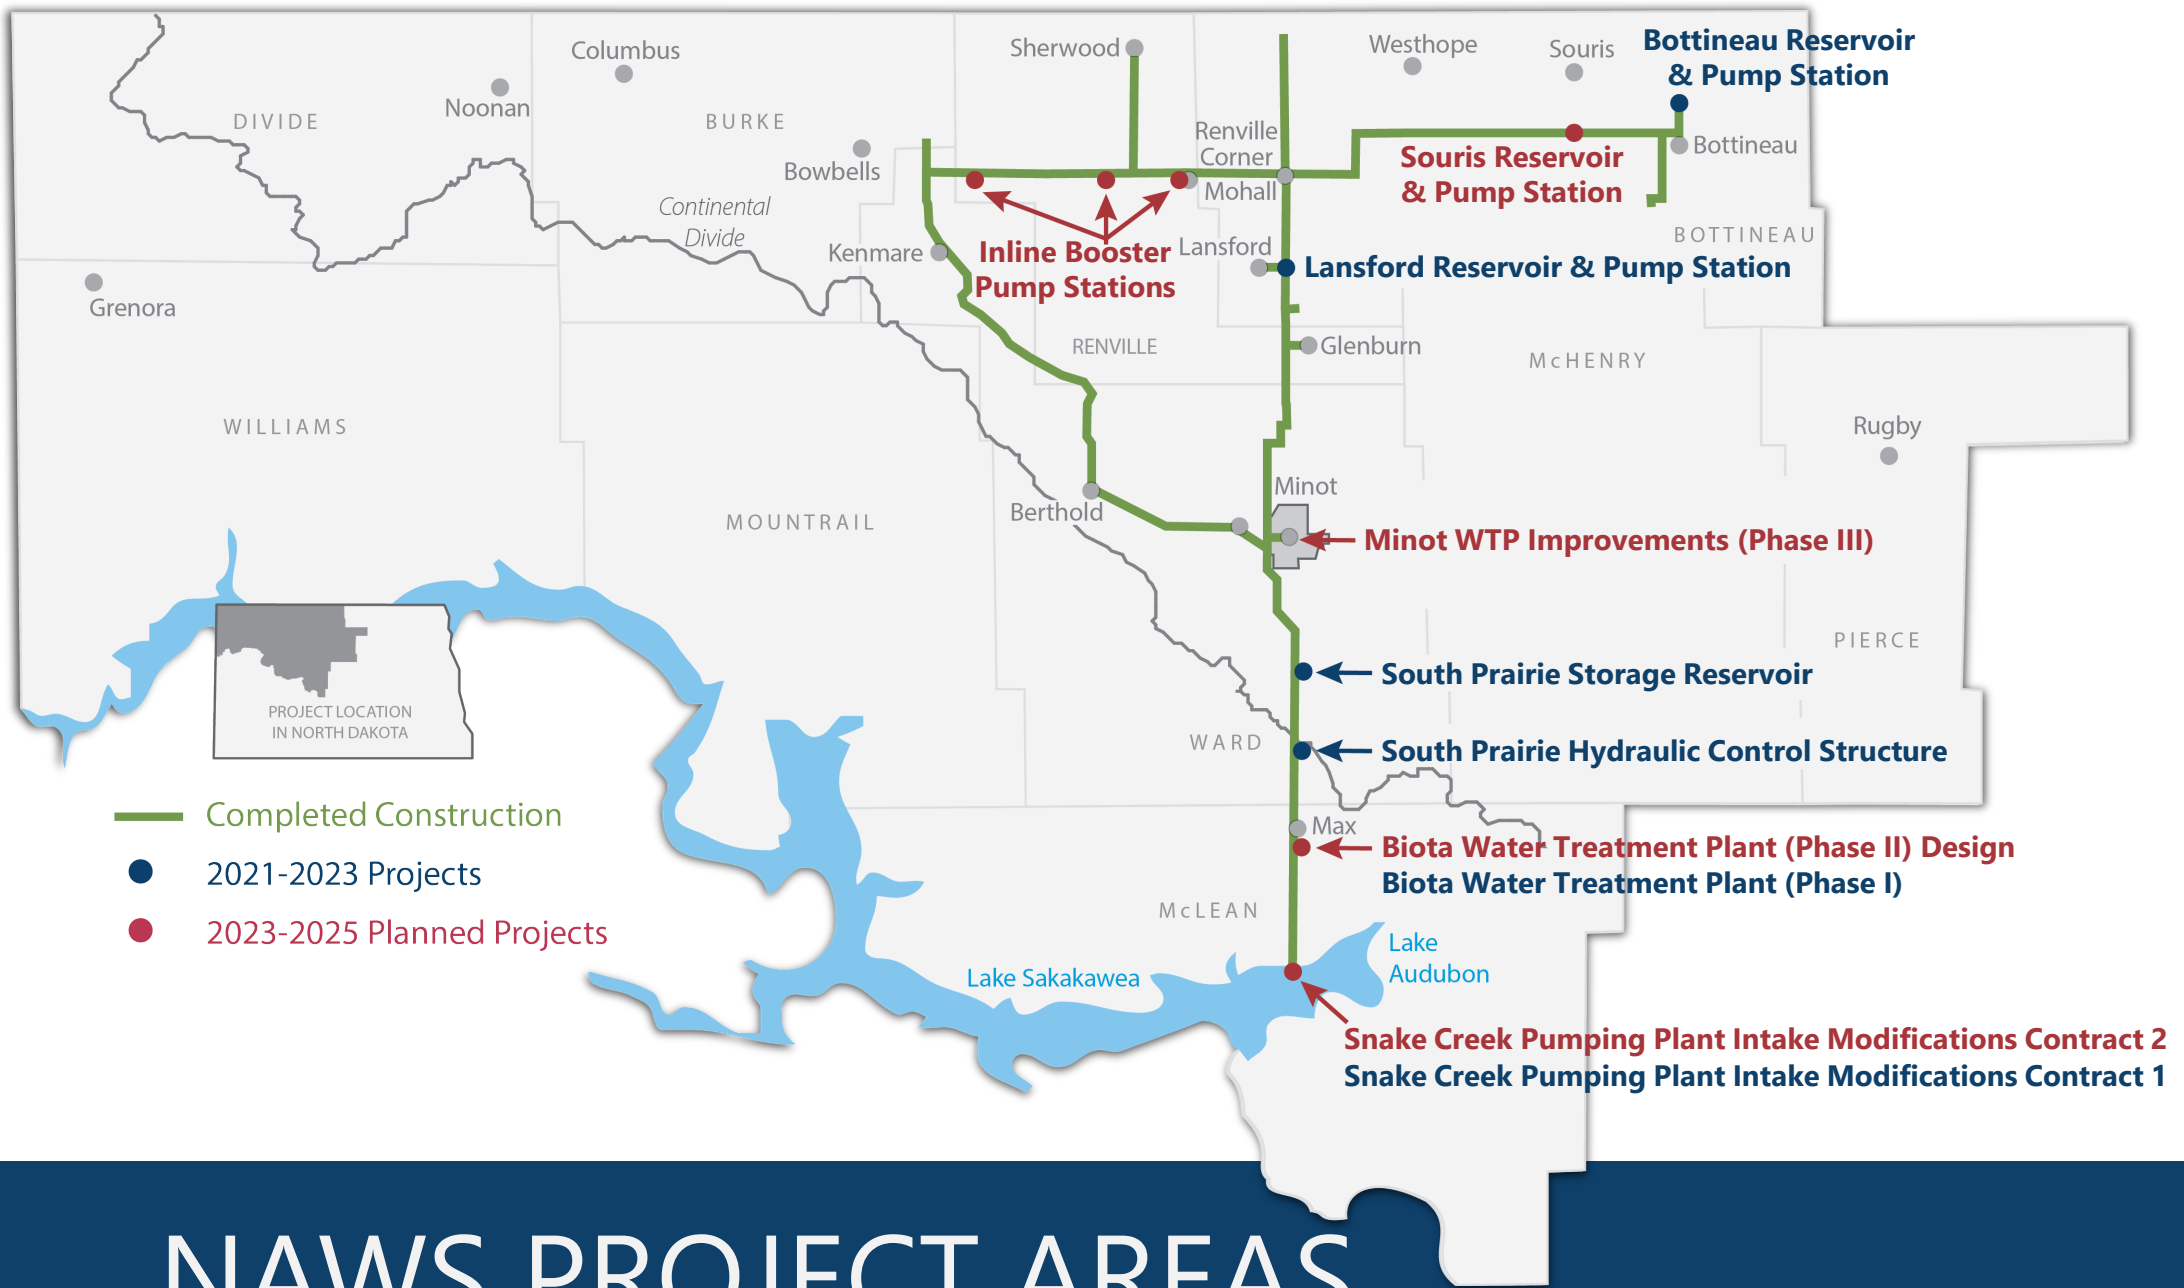 Sherwood
Westhope
Souris
Bottineau Reservoir
& Pump Station
Columbus
Noonan
DIVIDE
BURKE
Bowbells
Renville
Corner
Mohall
Souris Reservoir
& Pump Station
Bottineau
Continental
Divide
Kenmare
Inline Booster
Pump Stations
Lansford
Lansford Reservoir & Pump Station
BOTTINEAU
Grenora
RENVILLE
Glenburn
McHENRY
WILLIAMS
Rugby
MOUNTRAIL
Berthold
Minot
Minot WTP Improvements (Phase III)
PIERCE
South Prairie Storage Reservoir
PROJECT LOCATION
IN NORTH DAKOTA
WARD
South Prairie Hydraulic Control Structure
Completed Construction
2021-2023 Projects
2023-2025 Planned Projects
Max
Biota Water Treatment Plant (Phase II) Design
Biota Water Treatment Plant (Phase I)
McLEAN
Lake Sakakawea
Lake
Audubon
Snake Creek Pumping Plant Intake Modifications Contract 2
Snake Creek Pumping Plant Intake Modifications Contract 1
NAWS PROJECT AREAS